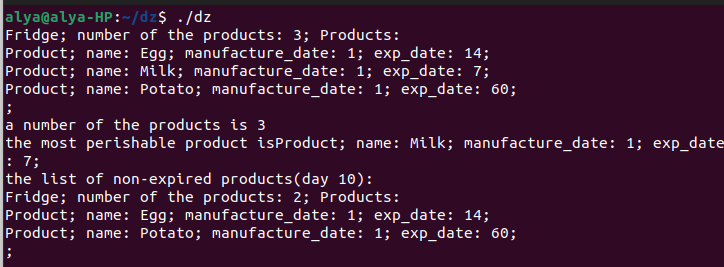 alya@alya-HP:~/dz$ ./dz
Fridge; number of the products: 3; Products:
Product; name: Egg; manufacture_date: 1; exp_date: 14;
Product; name: Milk; manufacture_date: 1; exp_date: 7;
Product; name: Potato; manufacture_date: 1; exp_date: 60;
;
a number of the products is 3
the most perishable product isProduct; name: Milk; manufacture_date: 1; exp_date
: 7;
the list of non-expired products(day 10):
Fridge; number of the products: 2; Products:
Product; name: Egg; manufacture_date: 1; exp_date: 14;
Product; name: Potato; manufacture_date: 1; exp_date: 60;
;